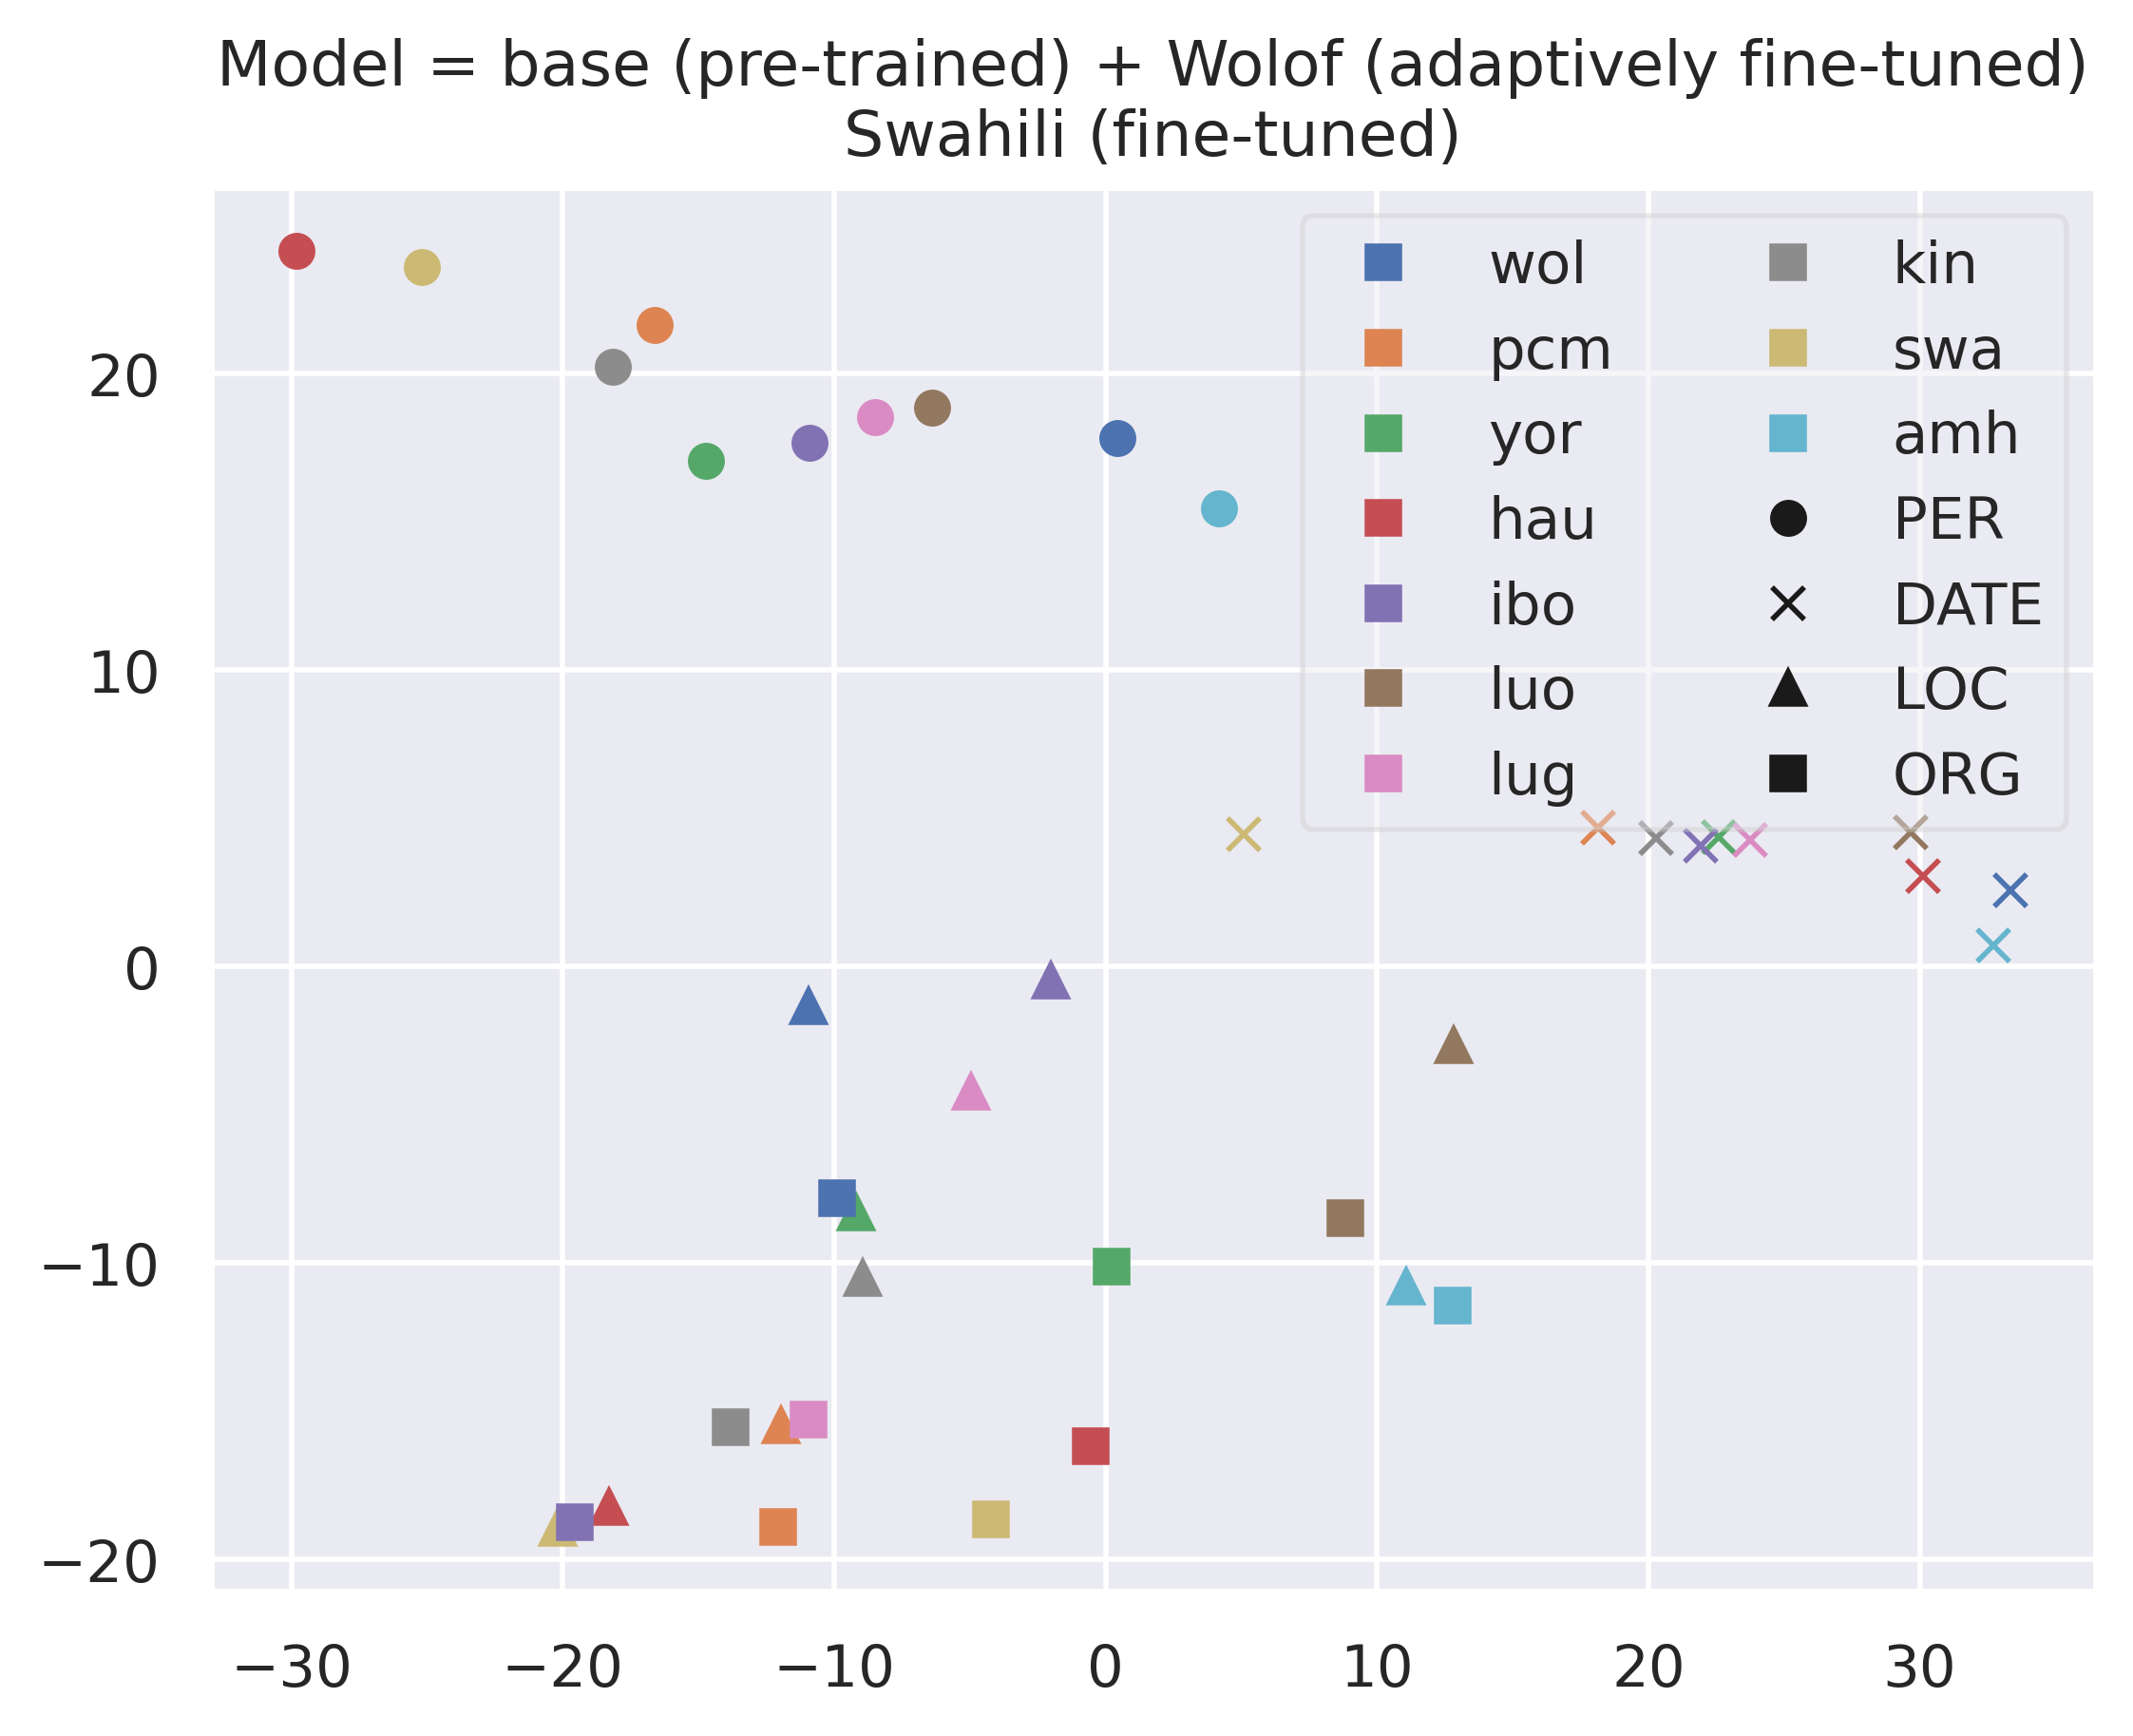 Model = base (pre-trained) + Wolof (adaptively fine-tuned)
Swahili (fine-tuned)
wol
pcm
yor
hau
ibo
luo
lug
kin
swa
amh
PER
DATE
LOC
ORG
20
10
0
−10
−20
−30 −20 −10 0 10 20 30